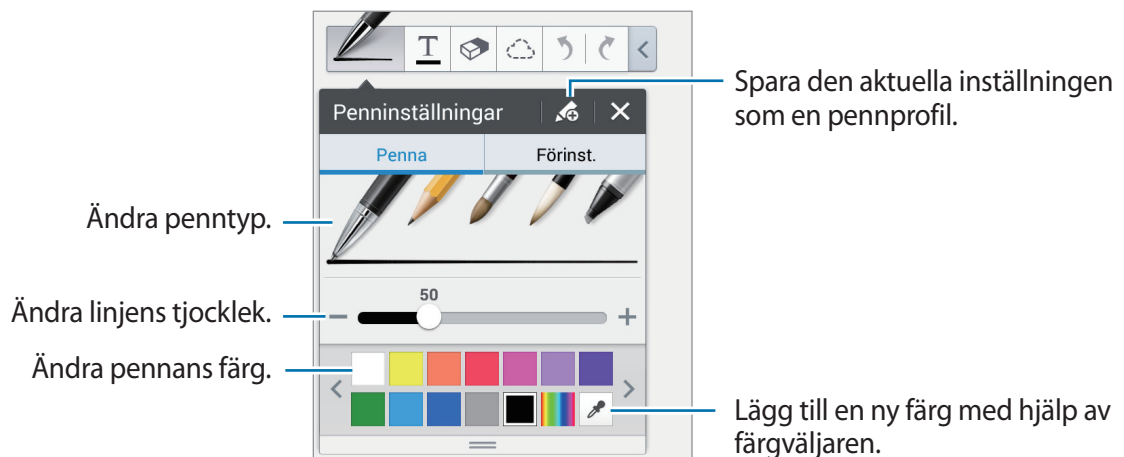 T
Spara den aktuella inställningen
som en pennprofil.
Penninställningar
Penna
Förinst.
Ändra penntyp.
50
Ändra linjens tjocklek.
Ändra pennans färg.
Lägg till en ny färg med hjälp av
färgväljaren.